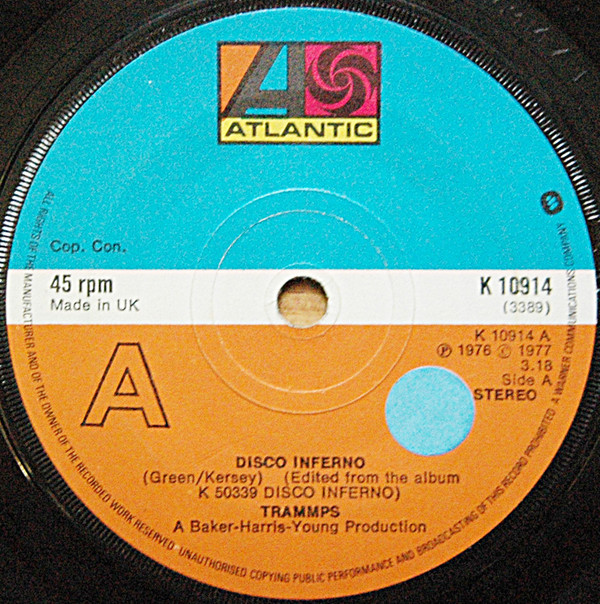 ATLANTIC
Cop. Con.
45 rpm
Made in UK
K 10914
(3389)
K 10914 A
Ⓟ 1976 Ⓒ 1977
3.18
Side A
STEREO
A
DISCO INFERNO
(Green/Kersey) (Edited from the album
K 50339 DISCO INFERNO)
TRAMMPS
A Baker-Harris-Young Production
ALL RIGHTS OF THE MANUFACTURER AND OF THE OWNER OF THE RECORDED WORK RESERVED · UNAUTHORISED COPYING PUBLIC PERFORMANCE AND BROADCASTING OF THIS RECORD PROHIBITED · A WARNER COMMUNICATIONS COMPANY